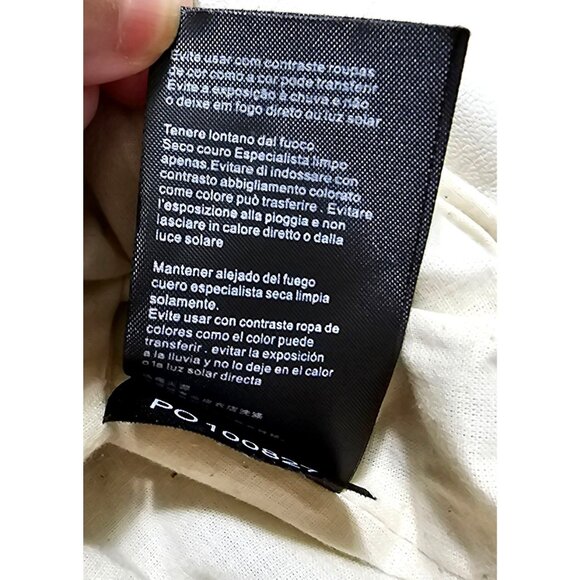 Evite usar com contraste roupas
de cor como a cor pode transferir
Evite a exposição à chuva e não
o deixe em fogo direto ou luz solar
Tenere lontano dal fuoco
Seco couro Especialista limpo
apenas.Evitare di indossare con
contrasto abbigliamento colorato
come colore può trasferire . Evitare
l'esposizione alla pioggia e non
lasciare in calore diretto o dalla
luce solare
Mantener alejado del fuego
cuero especialista seca limpia
solamente.
Evite usar con contraste ropa de
colores como el color puede
transferir . evitar la exposición
a la lluvia y no lo deje en el calor
o la luz solar directa
PO100827